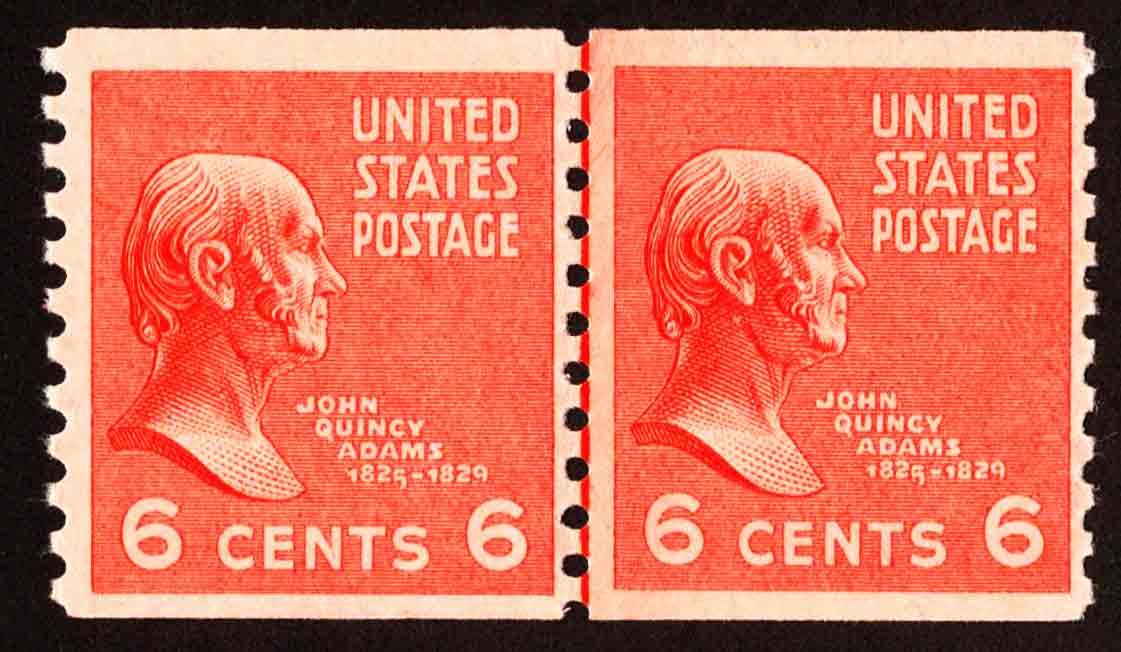 UNITED
STATES
POSTAGE
JOHN
QUINCY
ADAMS
1825-1829
6 CENTS 6
UNITED
STATES
POSTAGE
JOHN
QUINCY
ADAMS
1825-1829
6 CENTS 6